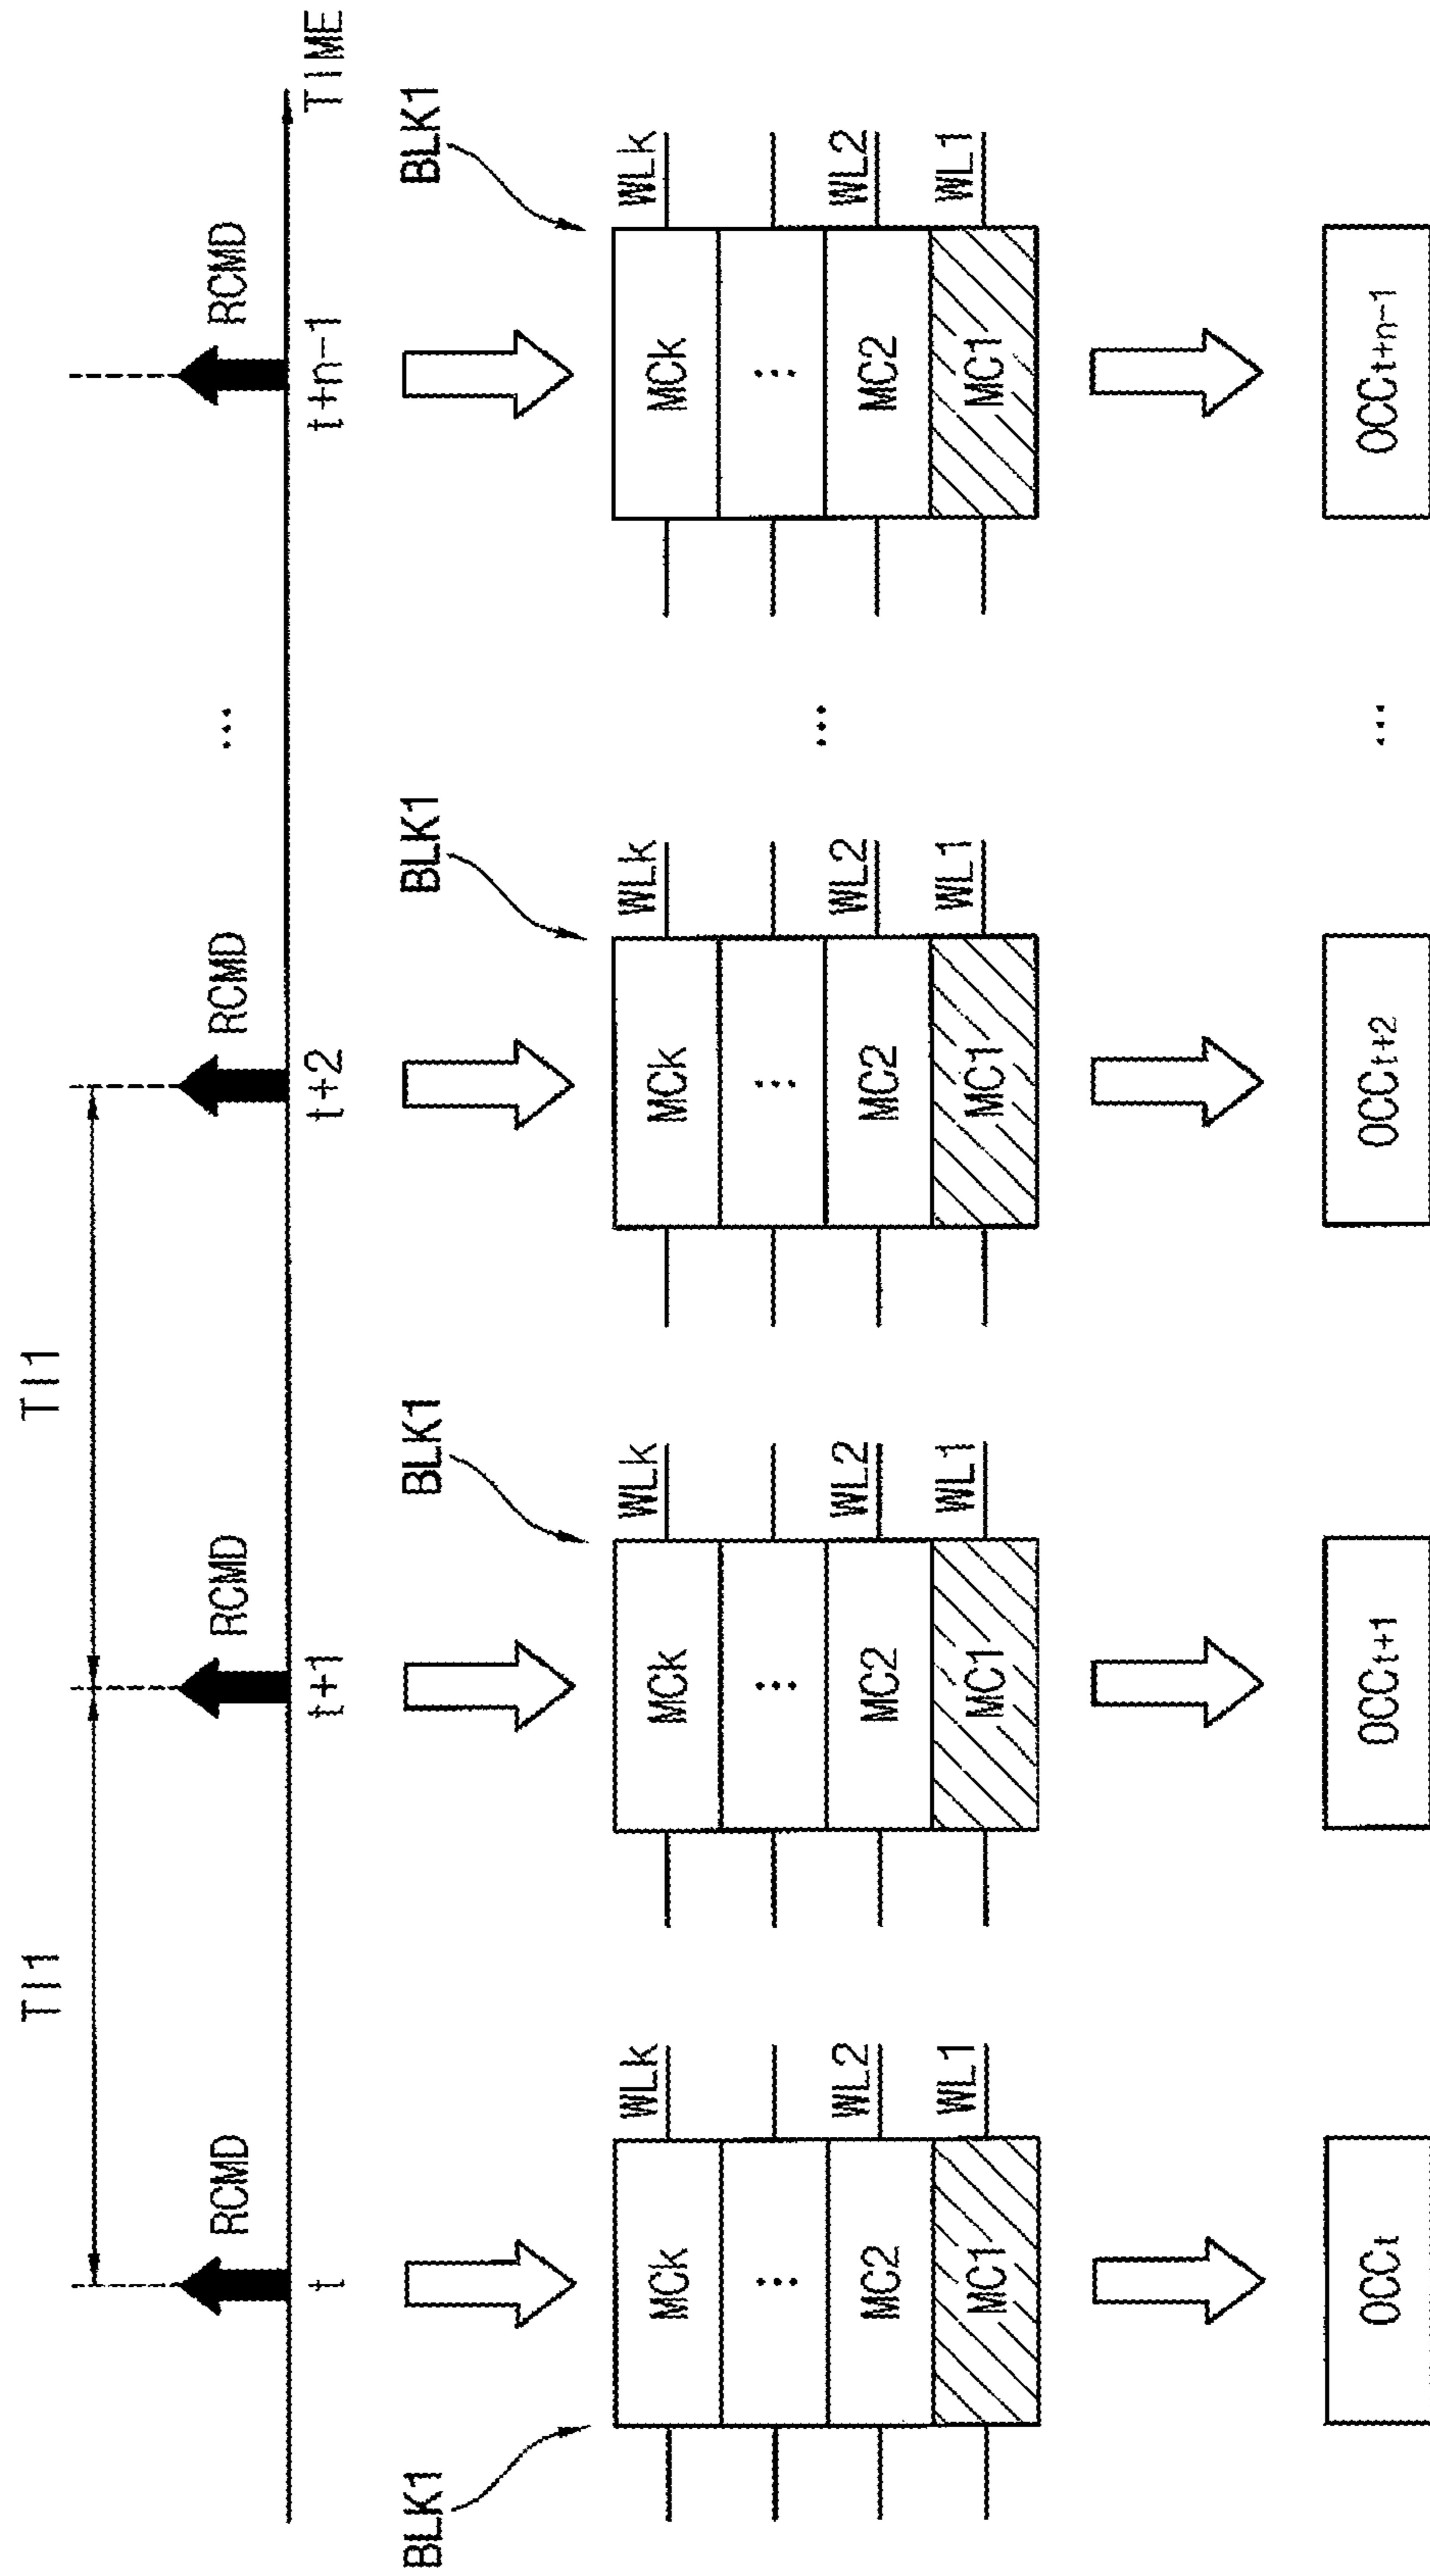 TI1 TI1
RCMD RCMD RCMD ... RCMD
t t+1 t+2 t+n-1 TIME
BLK1 BLK1 BLK1 BLK1
MCk WLk MCk WLk MCk WLk MCk WLk
⋮ ⋮ ⋮ ... ⋮
MC2 WL2 MC2 WL2 MC2 WL2 MC2 WL2
MC1 WL1 MC1 WL1 MC1 WL1 MC1 WL1
OCCt OCCt+1 OCCt+2 ... OCCt+n-1